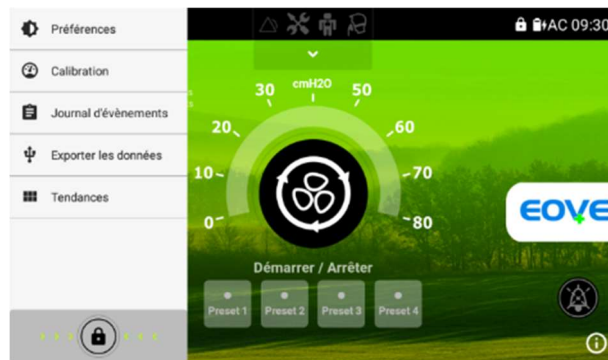 Préférences
Calibration
Journal d'évènements
Exporter les données
Tendances
AC 09:30
cmH2O
0
10
20
30
50
60
70
80
Démarrer / Arrêter
Preset 1
Preset 2
Preset 3
Preset 4
EOVE